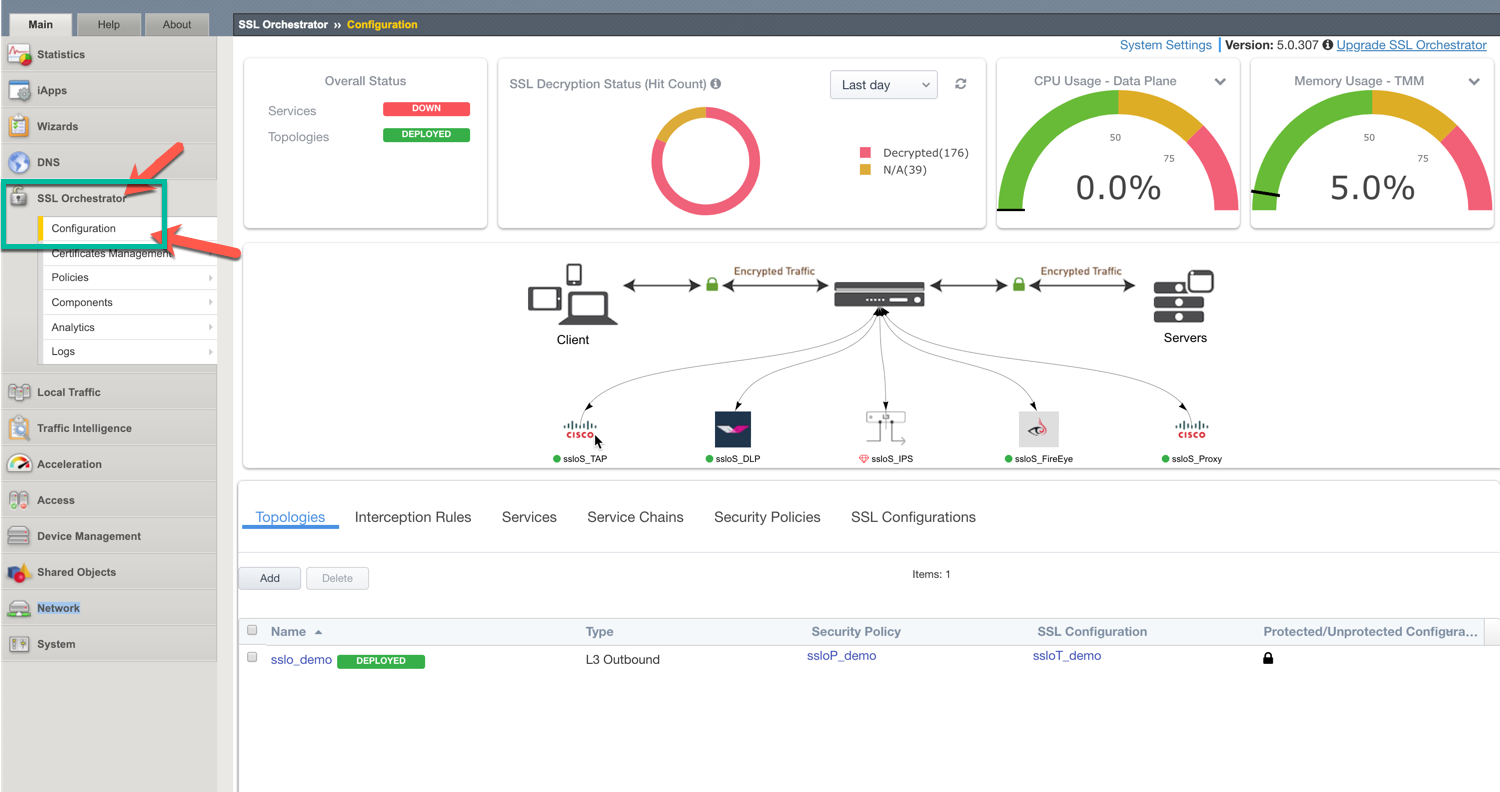 Main Help About
SSL Orchestrator ›› Configuration
System Settings Version: 5.0.307 Upgrade SSL Orchestrator
Statistics
iApps
Wizards
DNS
SSL Orchestrator
Configuration
Certificates Management
Policies
Components
Analytics
Logs
Local Traffic
Traffic Intelligence
Acceleration
Access
Device Management
Shared Objects
Network
System
Overall Status
Services DOWN
Topologies DEPLOYED
SSL Decryption Status (Hit Count) Last day
Decrypted(176)
N/A(39)
CPU Usage - Data Plane
50
75
0.0%
Memory Usage - TMM
50
75
5.0%
Encrypted Traffic Encrypted Traffic
Client Servers
CISCO CISCO
ssloS_TAP ssloS_DLP ssloS_IPS ssloS_FireEye ssloS_Proxy
Topologies Interception Rules Services Service Chains Security Policies SSL Configurations
Add Delete Items: 1
Name Type Security Policy SSL Configuration Protected/Unprotected Configura...
sslo_demo DEPLOYED L3 Outbound ssloP_demo ssloT_demo